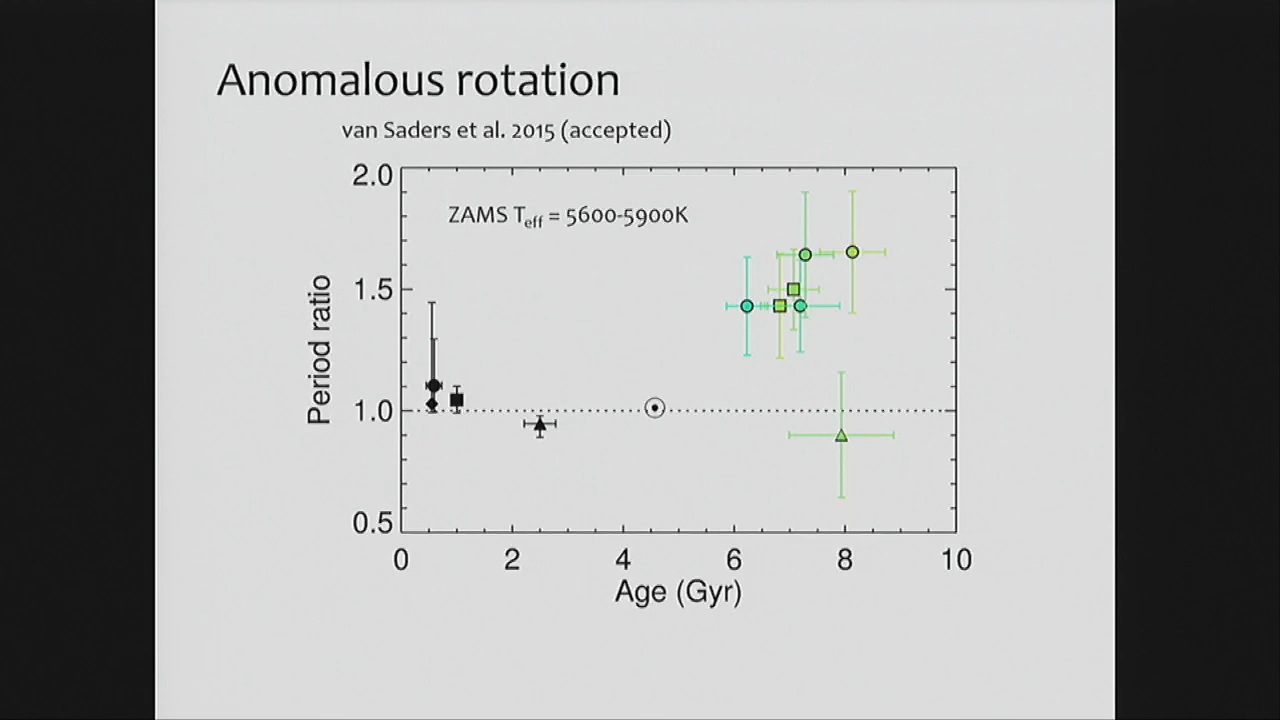 Anomalous rotation
van Saders et al. 2015 (accepted)
2.0
ZAMS Teff = 5600-5900K
1.5
Period ratio
1.0
0.5
0 2 4 6 8 10
Age (Gyr)